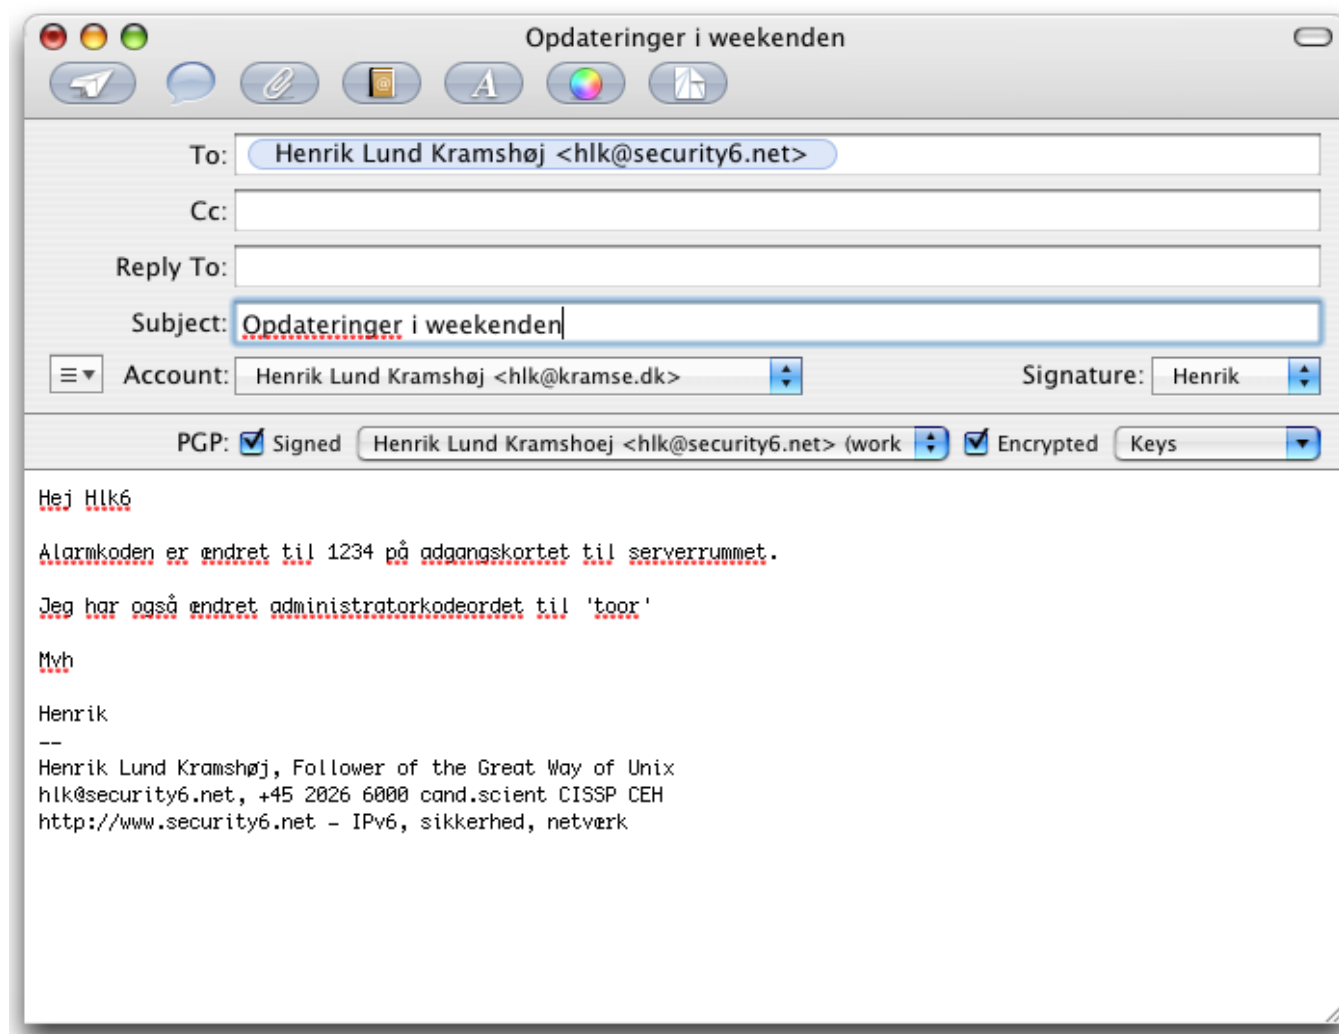 Opdateringer i weekenden
To: Henrik Lund Kramshøj <hlk@security6.net>
Cc:
Reply To:
Subject: Opdateringer i weekenden
Account: Henrik Lund Kramshøj <hlk@kramse.dk> Signature: Henrik
PGP: Signed Henrik Lund Kramshoej <hlk@security6.net> (work Encrypted Keys
Hej Hlk6
Alarmkoden er ændret til 1234 på adgangskortet til serverrummet.
Jeg har også ændret administratorkodeordet til 'toor'
Mvh
Henrik
--
Henrik Lund Kramshøj, Follower of the Great Way of Unix
hlk@security6.net, +45 2026 6000 cand.scient CISSP CEH
http://www.security6.net – IPv6, sikkerhed, netværk